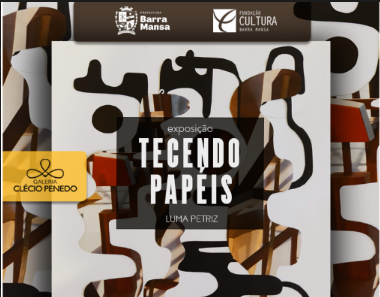 PREFEITURA
Barra
Mansa
FUNDAÇÃO
CULTURA
BARRA MANSA
exposição
TECENDO
PAPÉIS
LUMA PETRIZ
GALERIA
CLÉCIO PENEDO